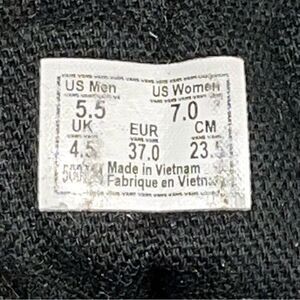 US Men US Women
5.5 7.0
UK EUR CM
4.5 37.0 23.5
Made in Vietnam
Fabrique en Vietnam